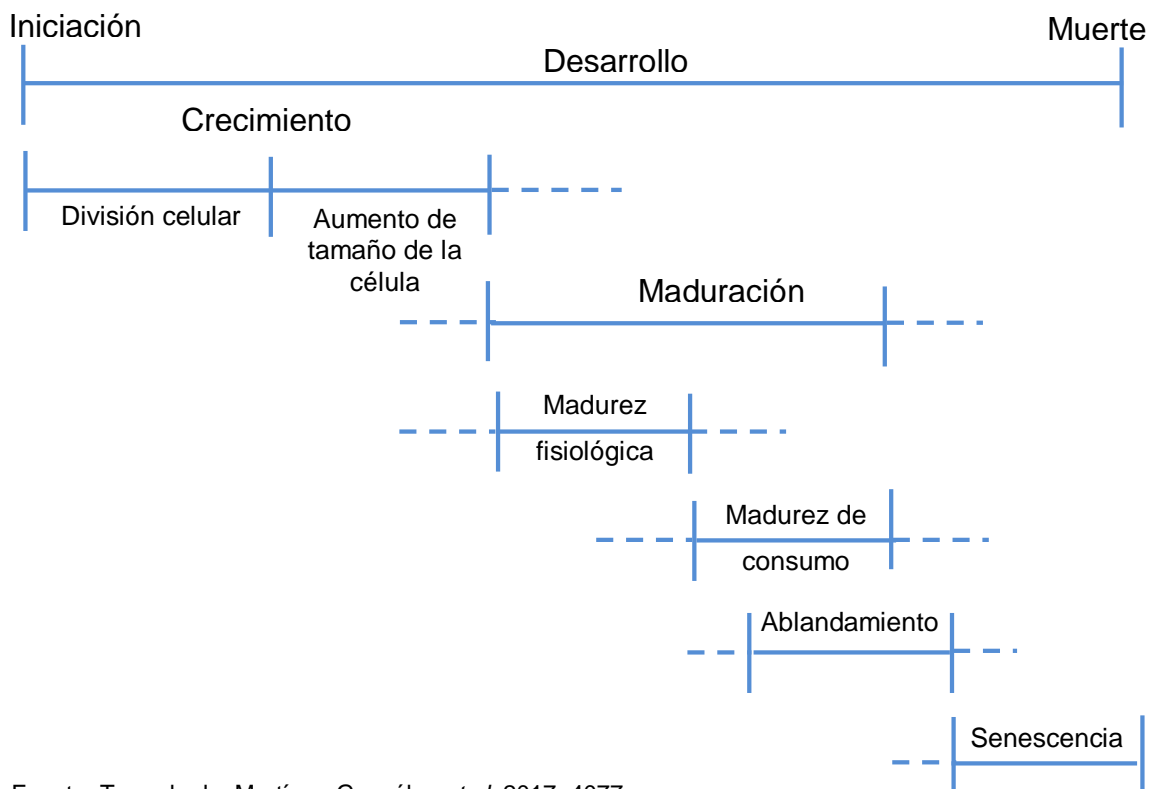 Iniciación
Muerte
Desarrollo
Crecimiento
División celular
Aumento de
tamaño de la
célula
Maduración
Madurez
fisiológica
Madurez de
consumo
Ablandamiento
Senescencia